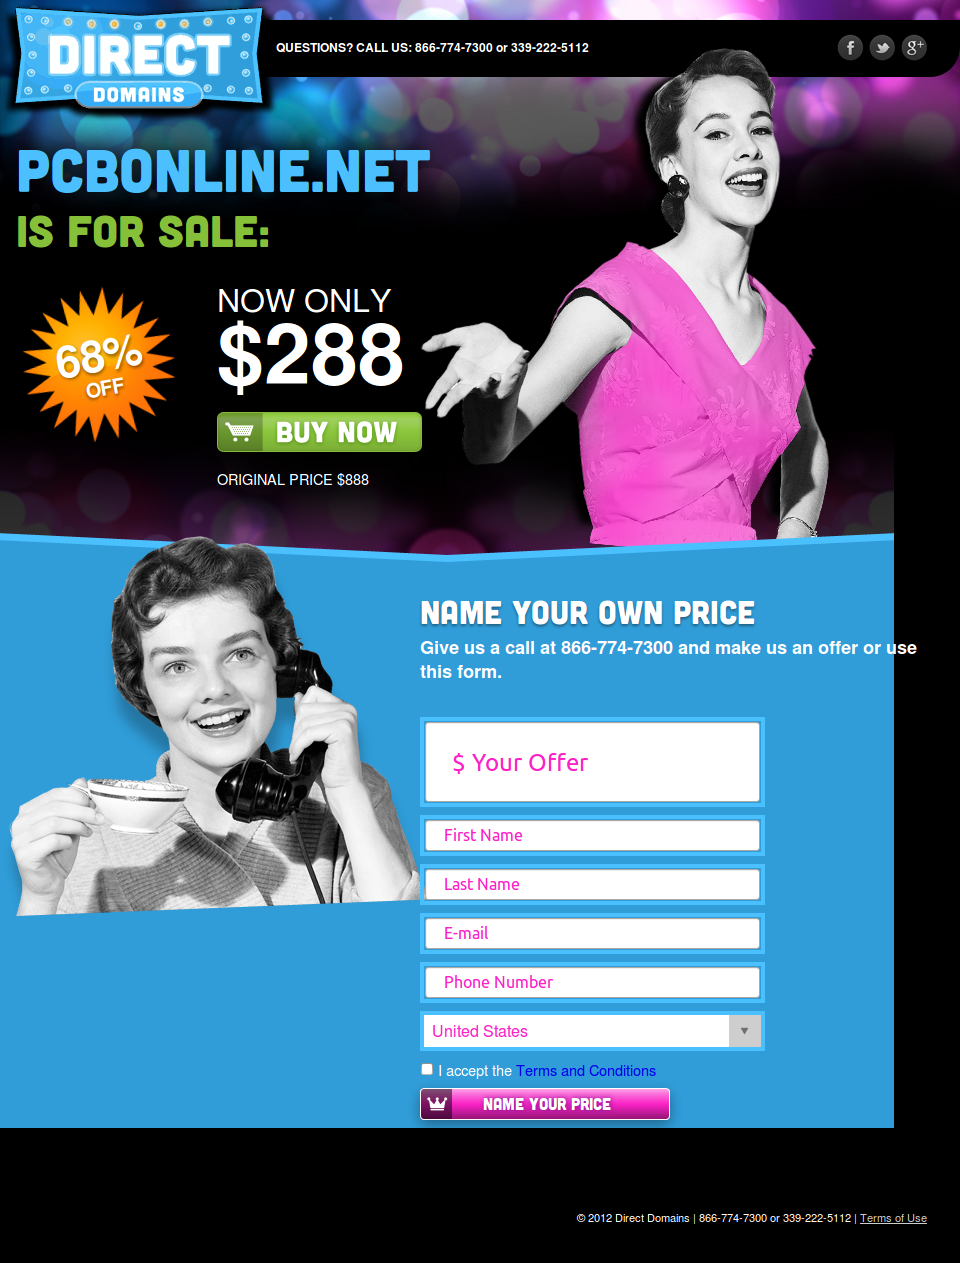 DIRECT
DOMAINS
QUESTIONS? CALL US: 866-774-7300 or 339-222-5112
f
g+
PCBONLINE.NET
IS FOR SALE:
68%
OFF
NOW ONLY
$288
BUY NOW
ORIGINAL PRICE $888
NAME YOUR OWN PRICE
Give us a call at 866-774-7300 and make us an offer or use
this form.
$ Your Offer
First Name
Last Name
E-mail
Phone Number
United States
I accept the Terms and Conditions
NAME YOUR PRICE
© 2012 Direct Domains | 866-774-7300 or 339-222-5112 | Terms of Use